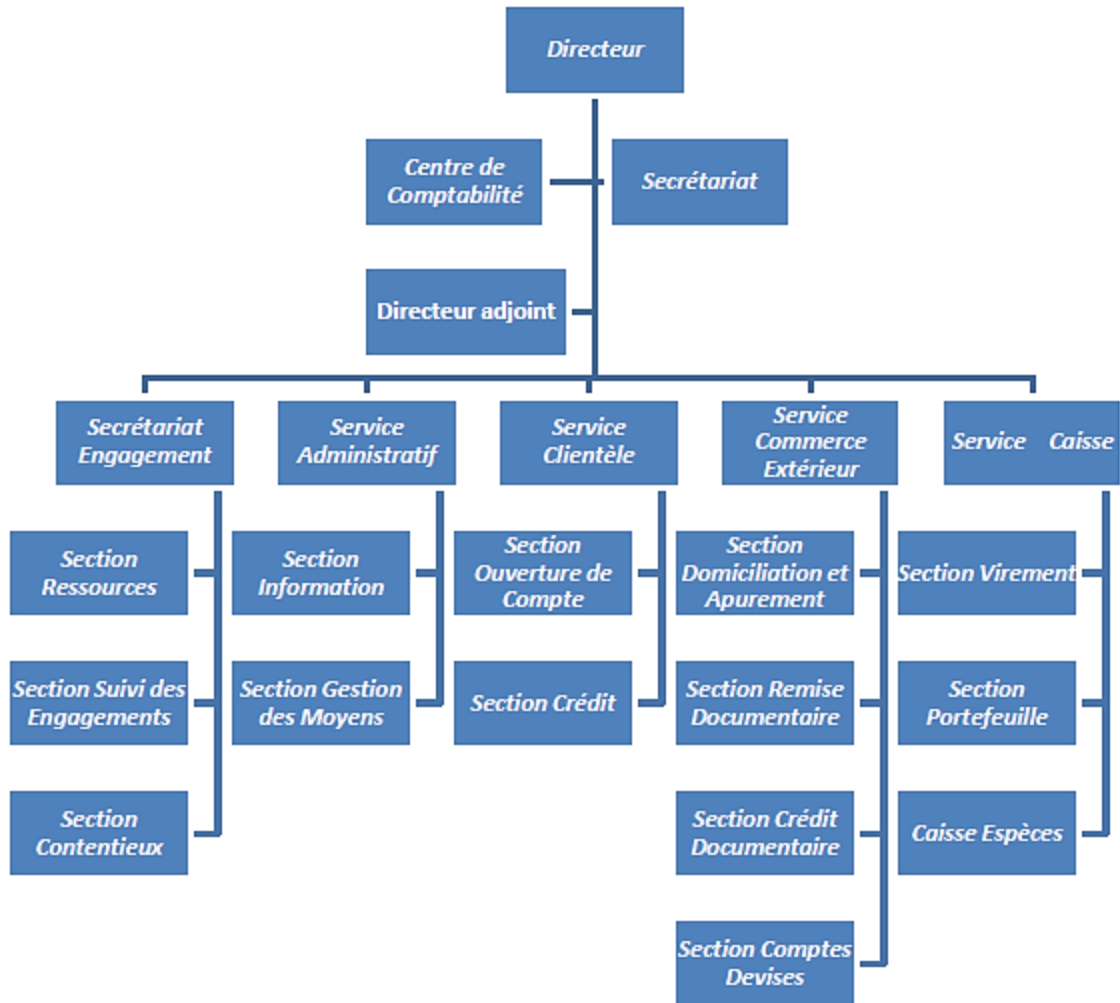 Directeur
Centre de
Comptabilité
Secrétariat
Directeur adjoint
Secrétariat
Engagement
Service
Administratif
Service
Clientèle
Service
Commerce
Extérieur
Service Caisse
Section
Ressources
Section
Information
Section
Ouverture de
Compte
Section
Domiciliation et
Apurement
Section Virement
Section Suivi des
Engagements
Section Gestion
des Moyens
Section Crédit
Section Remise
Documentaire
Section
Portefeuille
Section
Contentieux
Section Crédit
Documentaire
Caisse Espèces
Section Comptes
Devises